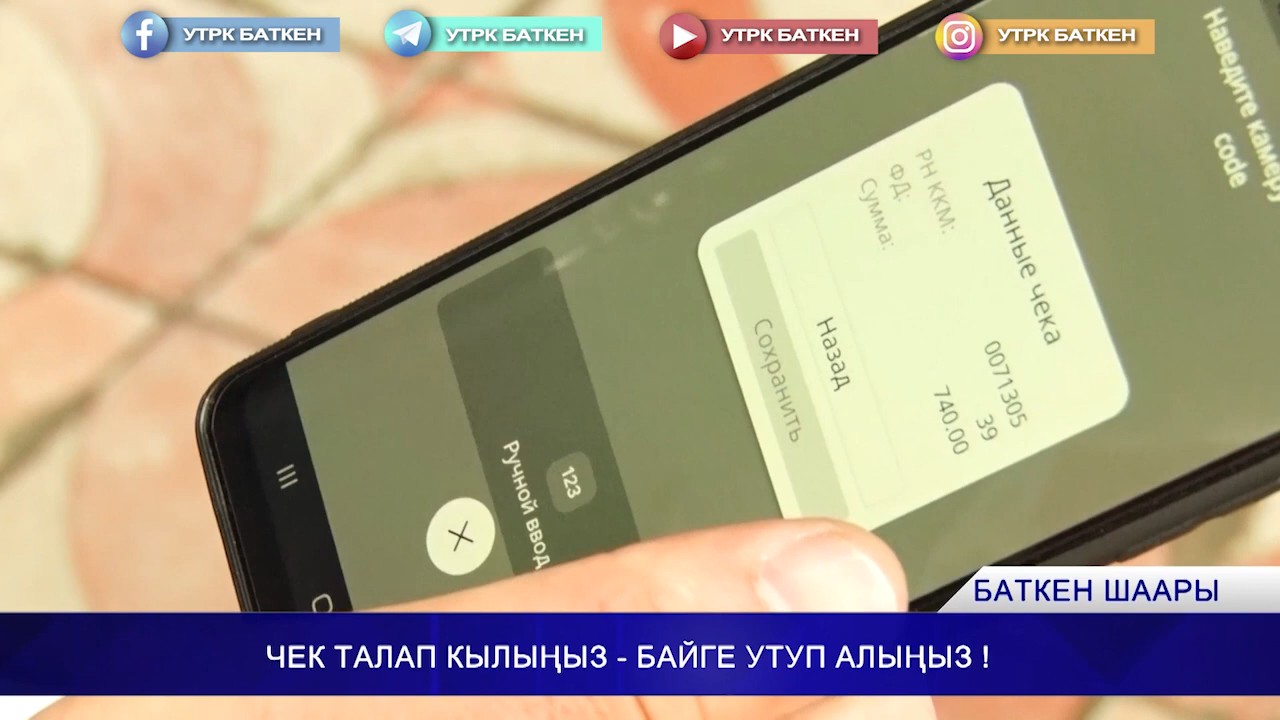 УТРК БАТКЕН
УТРК БАТКЕН
УТРК БАТКЕН
УТРК БАТКЕН
Наведите камеру
code
Данные чека
РН ККМ: 0071305
ФД: 39
Сумма: 740.00
Назад
Сохранить
123
Ручной ввод
БАТКЕН ШААРЫ
ЧЕК ТАЛАП КЫЛЫҢЫЗ - БАЙГЕ УТУП АЛЫҢЫЗ !